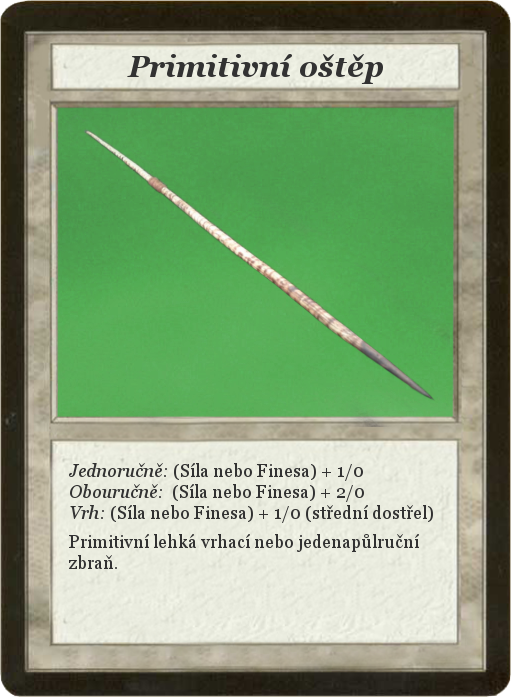 Primitivní oštěp
Jednoručně: (Síla nebo Finesa) + 1/0
Obouručně: (Síla nebo Finesa) + 2/0
Vrh: (Síla nebo Finesa) + 1/0 (střední dostřel)
Primitivní lehká vrhací nebo jedenapůlruční
zbraň.